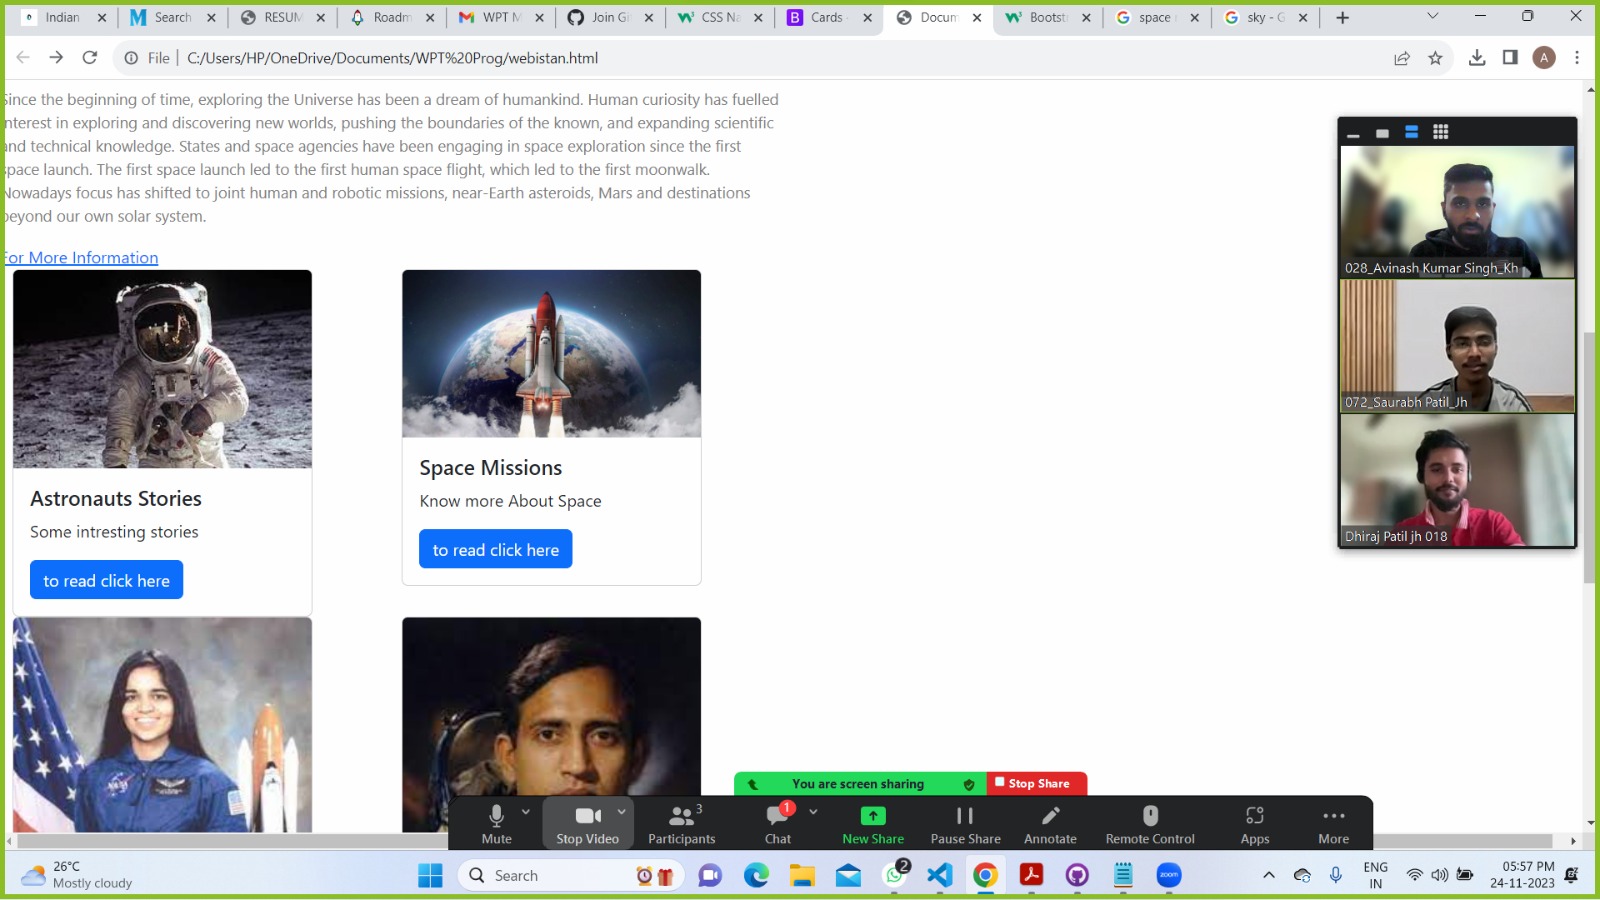 Indian
Search
RESUM
Roadm
WPT M
Join Gi
CSS Na
Cards
Docum
Bootst
space
sky - G
File
C:/Users/HP/OneDrive/Documents/WPT%20Prog/webistan.html
A
Since the beginning of time, exploring the Universe has been a dream of humankind. Human curiosity has fuelled
interest in exploring and discovering new worlds, pushing the boundaries of the known, and expanding scientific
and technical knowledge. States and space agencies have been engaging in space exploration since the first
space launch. The first space launch led to the first human space flight, which led to the first moonwalk.
Nowadays focus has shifted to joint human and robotic missions, near-Earth asteroids, Mars and destinations
beyond our own solar system.
For More Information
Astronauts Stories
Some intresting stories
to read click here
Space Missions
Know more About Space
to read click here
028_Avinash Kumar Singh_Kh
072_Saurabh Patil_Jh
Dhiraj Patil jh 018
You are screen sharing
Stop Share
Mute
Stop Video
Participants
3
Chat
1
New Share
Pause Share
Annotate
Remote Control
Apps
More
26°C
Mostly cloudy
Search
2
zoom
ENG
IN
05:57 PM
24-11-2023